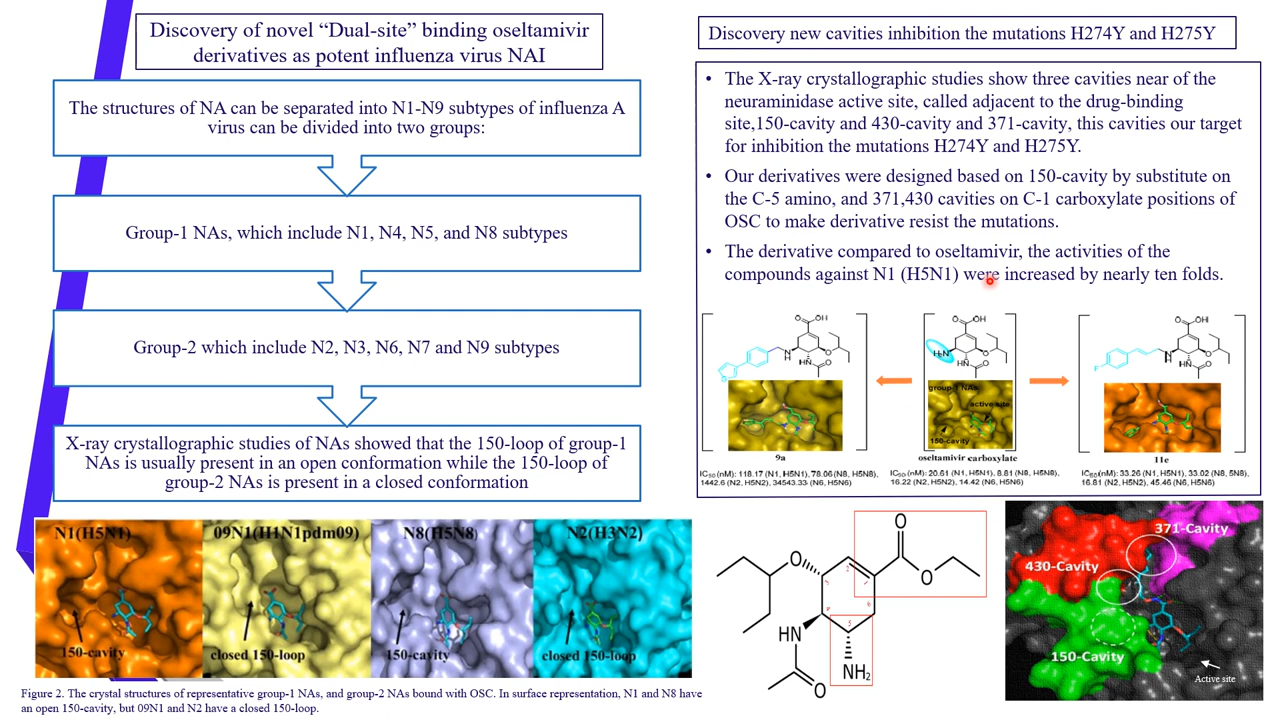 Discovery of novel “Dual-site” binding oseltamivir
derivatives as potent influenza virus NAI
The structures of NA can be separated into N1-N9 subtypes of influenza A
virus can be divided into two groups:
Group-1 NAs, which include N1, N4, N5, and N8 subtypes
Group-2 which include N2, N3, N6, N7 and N9 subtypes
X-ray crystallographic studies of NAs showed that the 150-loop of group-1
NAs is usually present in an open conformation while the 150-loop of
group-2 NAs is present in a closed conformation
N1(H5N1)
150-cavity
09N1(H1N1pdm09)
closed 150-loop
N8(H5N8)
150-cavity
N2(H3N2)
closed 150-loop
Figure 2. The crystal structures of representative group-1 NAs, and group-2 NAs bound with OSC. In surface representation, N1 and N8 have
an open 150-cavity, but 09N1 and N2 have a closed 150-loop.
Discovery new cavities inhibition the mutations H274Y and H275Y
• The X-ray crystallographic studies show three cavities near of the
neuraminidase active site, called adjacent to the drug-binding
site,150-cavity and 430-cavity and 371-cavity, this cavities our target
for inhibition the mutations H274Y and H275Y.
• Our derivatives were designed based on 150-cavity by substitute on
the C-5 amino, and 371,430 cavities on C-1 carboxylate positions of
OSC to make derivative resist the mutations.
• The derivative compared to oseltamivir, the activities of the
compounds against N1 (H5N1) were increased by nearly ten folds.
O OH
O
HN O
9a
IC50 (nM): 118.17 (N1, H5N1), 78.06 (N8, H5N8),
1442.6 (N2, H5N2), 34543.33 (N6, H5N6)
O OH
H2N O
HN O
group-1 NAs
active site
150-cavity
oseltamivir carboxylate
IC50 (nM): 20.61 (N1, H5N1), 8.81 (N8, H5N8),
16.22 (N2, H5N2), 14.42 (N6, H5N6)
O OH
F
HN O
11e
IC50(nM): 33.26 (N1, H5N1), 33.02 (N8, 5N8),
16.81 (N2, H5N2), 45.46 (N6, H5N6)
O
O
O
HN
NH2
O
371-Cavity
430-Cavity
150-Cavity
Active site